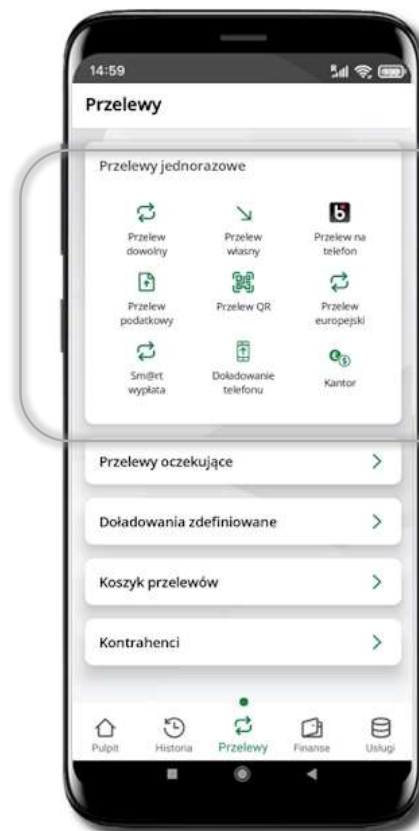 14:59
Przelewy
Przelewy jednorazowe
Przelew
dowolny
Przelew
własny
Przelew na
telefon
Przelew
podatkowy
Przelew QR
Przelew
europejski
Sm@rt
wypłata
Doładowanie
telefonu
Kantor
Przelewy oczekujące
Doładowania zdefiniowane
Koszyk przelewów
Kontrahenci
Pulpit
Historia
Przelewy
Finanse
Usługi